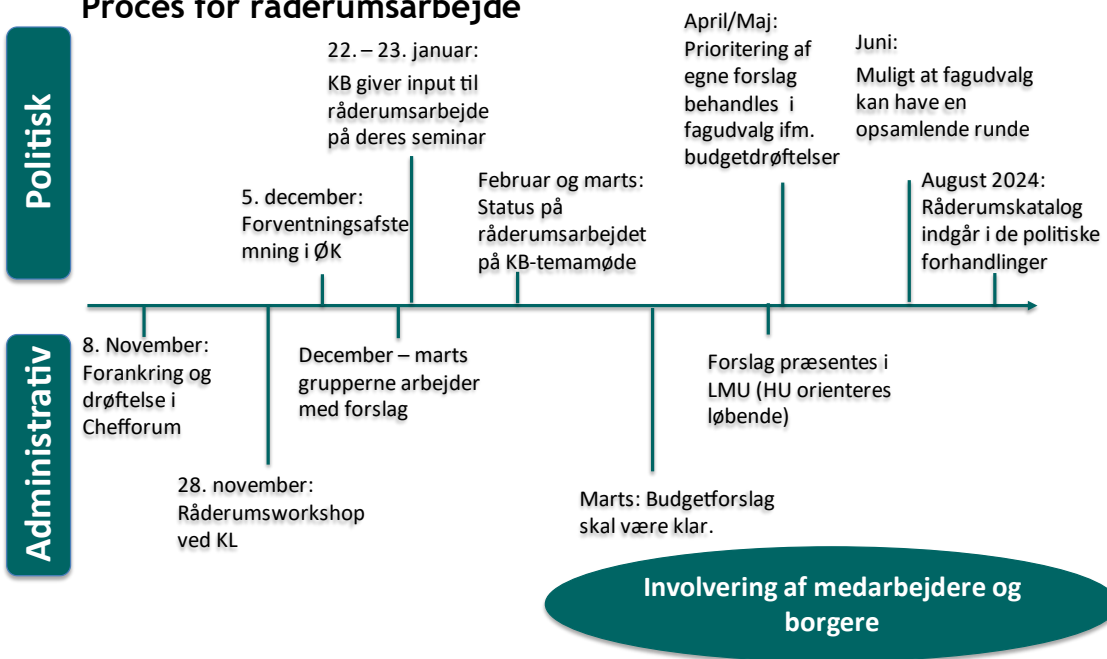 Proces for råderumsarbejde
Politisk
22. – 23. januar:
KB giver input til
råderumsarbejde
på deres seminar
April/Maj:
Prioritering af
egne forslag
behandles i
fagudvalg ifm.
budgetdrøftelser
Juni:
Muligt at fagudvalg
kan have en
opsamlende runde
5. december:
Forventningsafste
mning i ØK
Februar og marts:
Status på
råderumsarbejdet
på KB-temamøde
August 2024:
Råderumskatalog
indgår i de politiske
forhandlinger
Administrativ
8. November:
Forankring og
drøftelse i
Chefforum
December – marts
grupperne arbejder
med forslag
Forslag præsentes i
LMU (HU orienteres
løbende)
28. november:
Råderumsworkshop
ved KL
Marts: Budgetforslag
skal være klar.
Involvering af medarbejdere og
borgere